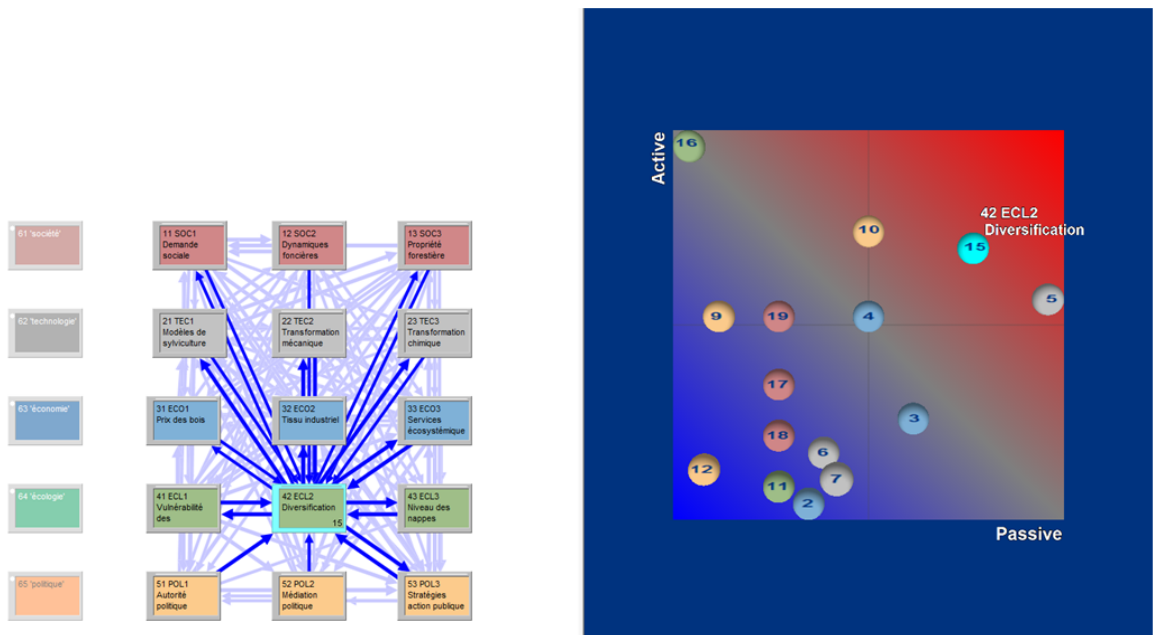 61 'société'
11 SOC1
Demande
sociale
12 SOC2
Dynamiques
foncières
13 SOC3
Propriété
forestière
62 'technologie'
21 TEC1
Modèles de
sylviculture
22 TEC2
Transformation
mécanique
23 TEC3
Transformation
chimique
63 'économie'
31 ECO1
Prix des bois
32 ECO2
Tissu industriel
33 ECO3
Services
écosystémique
64 'écologie'
41 ECL1
Vulnérabilité
des
42 ECL2
Diversification
15
43 ECL3
Niveau des
nappes
65 'politique'
51 POL1
Autorité
politique
52 POL2
Médiation
politique
53 POL3
Stratégies
action publique
Active
16
10
42 ECL2
Diversification
15
5
9
19
4
17
3
18
6
12
7
11
2
Passive